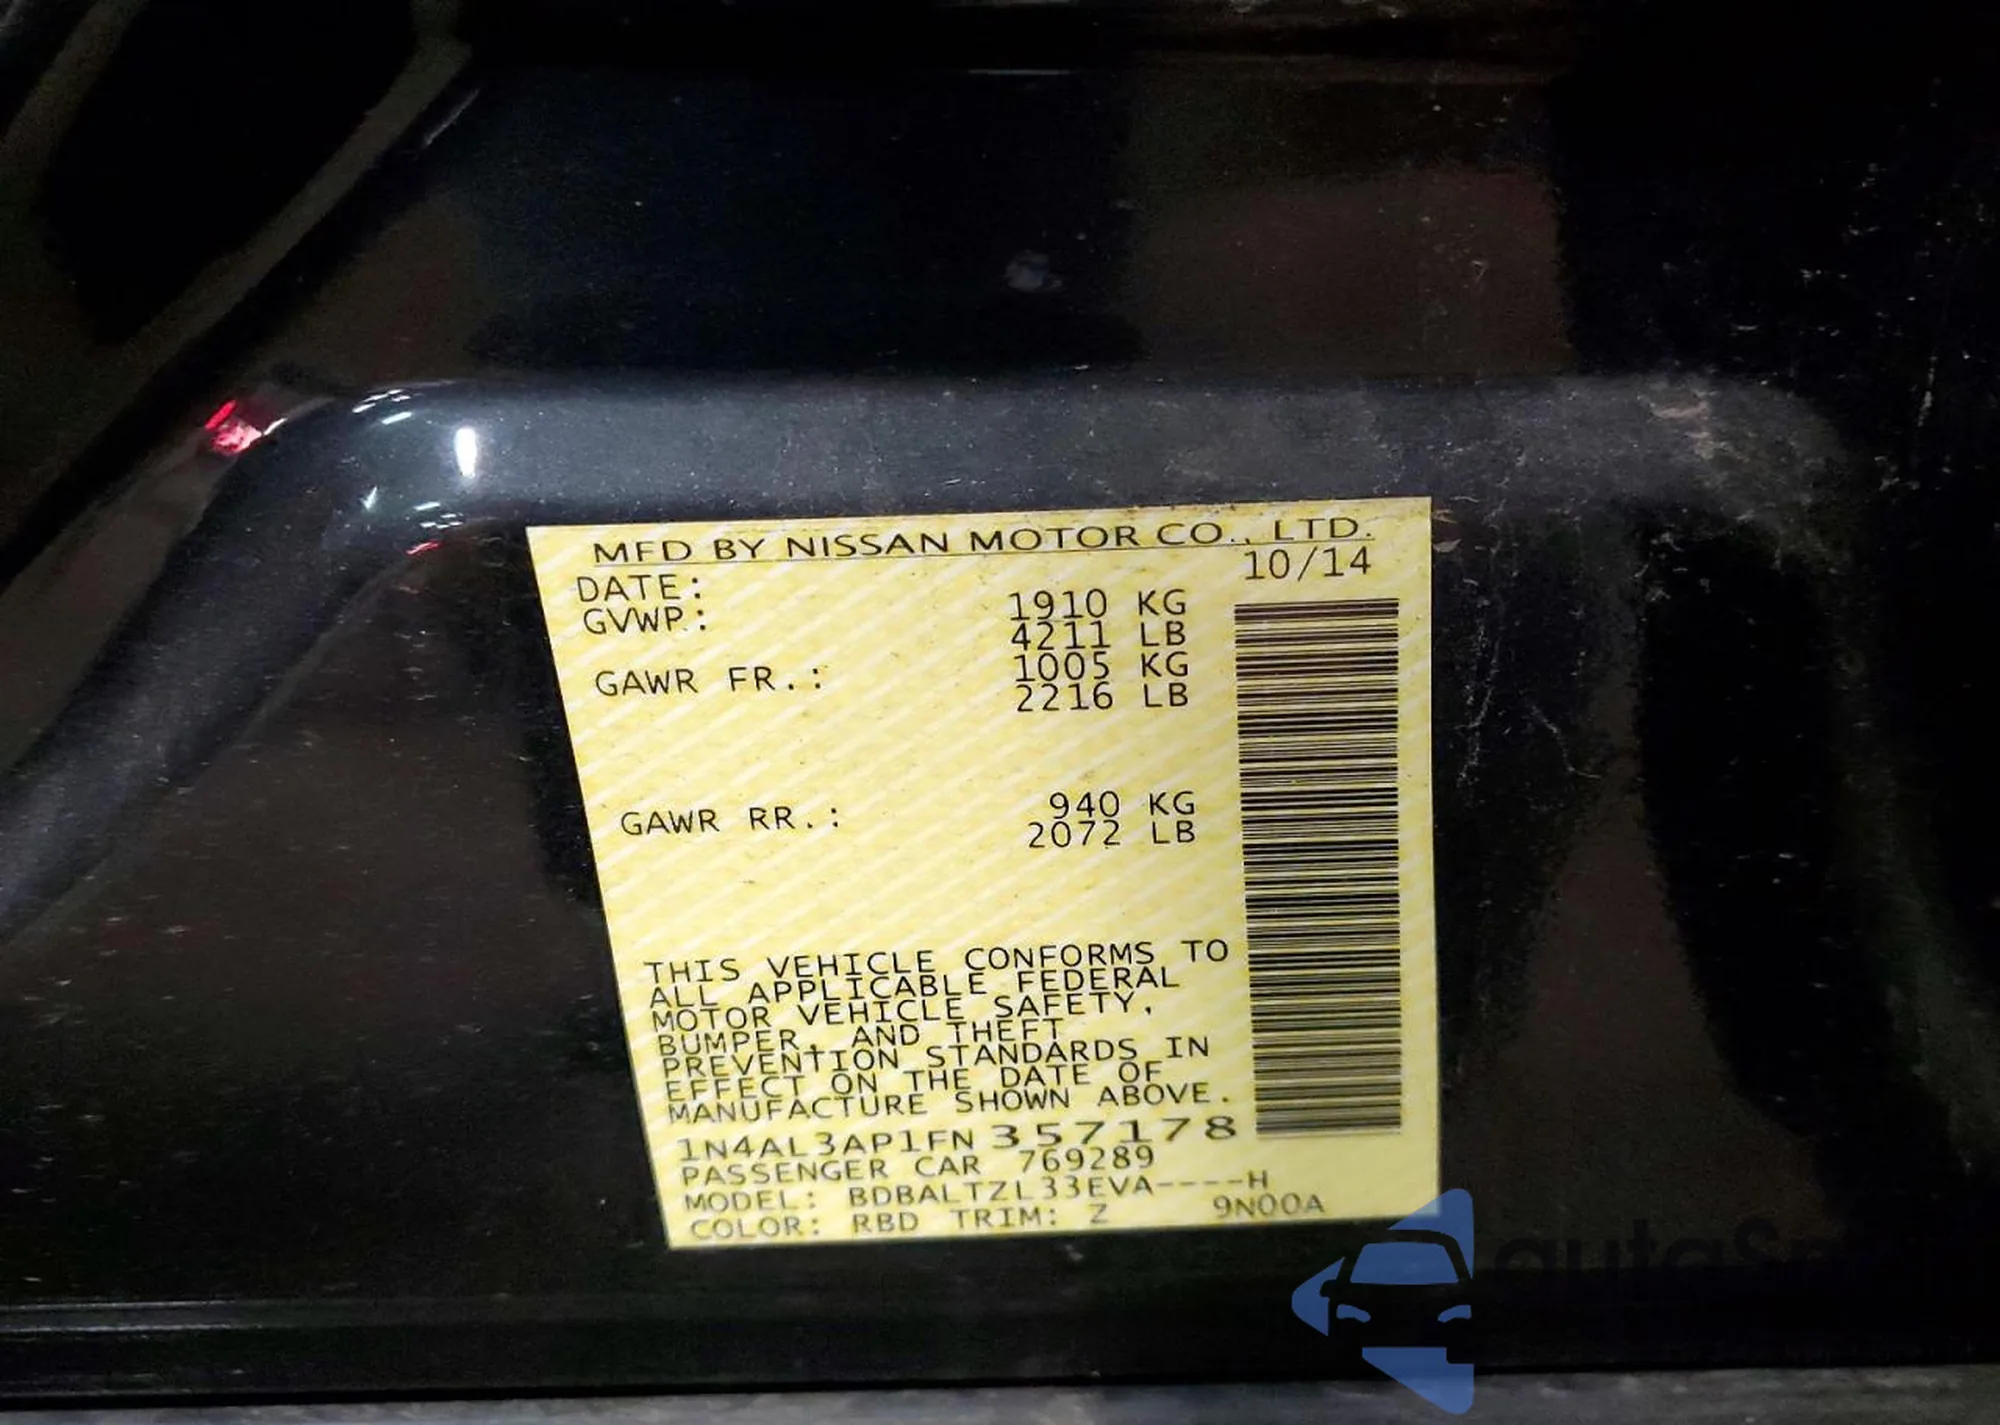 MFD BY NISSAN MOTOR CO., LTD.
DATE: 10/14
GVWP: 1910 KG
4211 LB
GAWR FR.: 1005 KG
2216 LB
GAWR RR.: 940 KG
2072 LB
THIS VEHICLE CONFORMS TO
ALL APPLICABLE FEDERAL
MOTOR VEHICLE SAFETY,
BUMPER, AND THEFT
PREVENTION STANDARDS IN
EFFECT ON THE DATE OF
MANUFACTURE SHOWN ABOVE.
1N4AL3AP1FN357178
PASSENGER CAR 769289
MODEL: BDBALTZL33EVA----H
COLOR: RBD TRIM: Z 9N00A